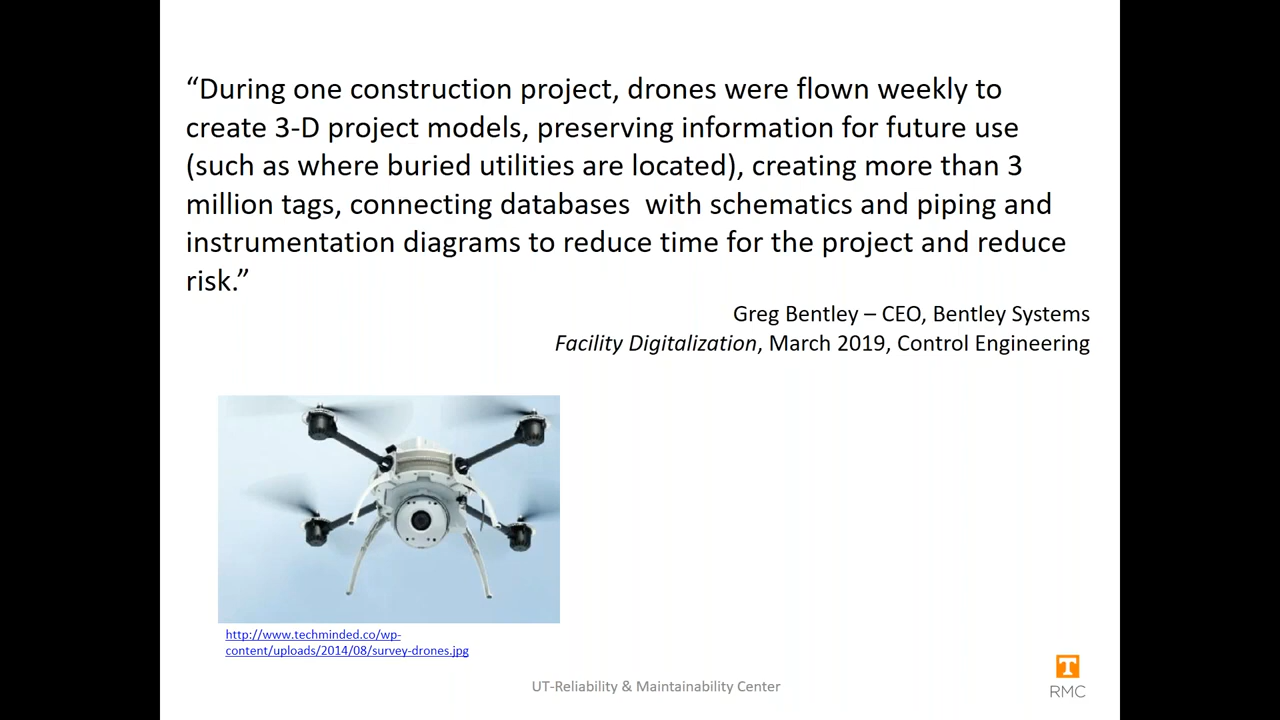 “During one construction project, drones were flown weekly to
create 3-D project models, preserving information for future use
(such as where buried utilities are located), creating more than 3
million tags, connecting databases  with schematics and piping and
instrumentation diagrams to reduce time for the project and reduce
risk.”
Greg Bentley – CEO, Bentley Systems
Facility Digitalization, March 2019, Control Engineering
http://www.techminded.co/wp-
content/uploads/2014/08/survey-drones.jpg
UT-Reliability & Maintainability Center
T
RMC